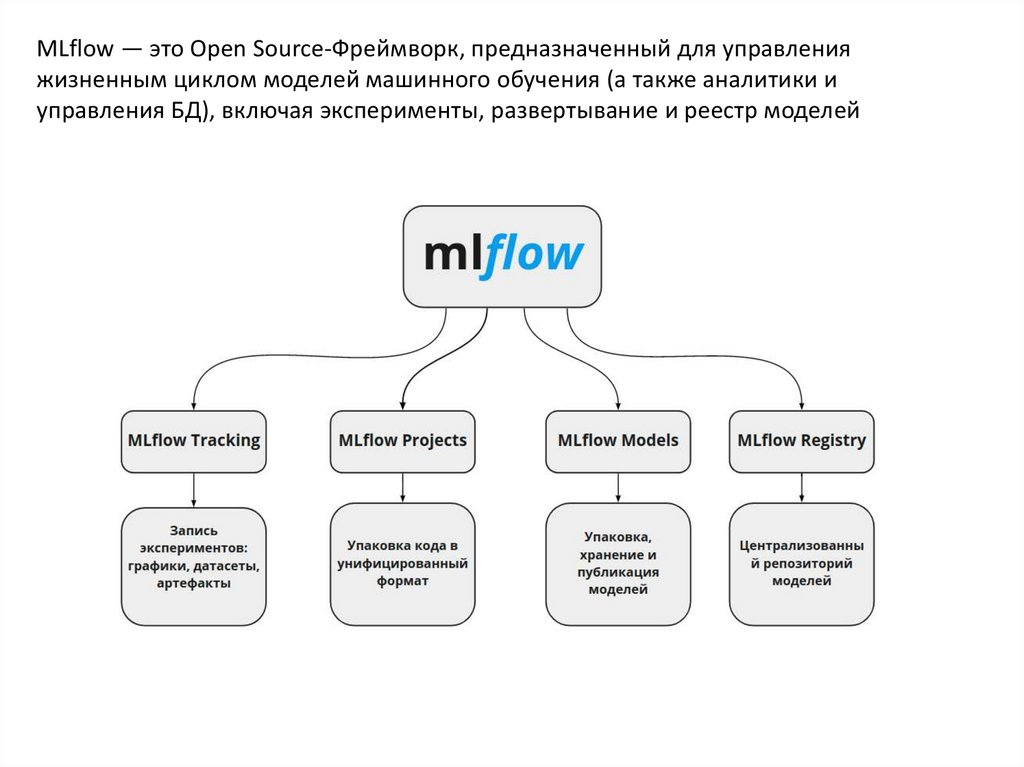 MLflow — это Open Source-Фреймворк, предназначенный для управления
жизненным циклом моделей машинного обучения (а также аналитики и
управления БД), включая эксперименты, развертывание и реестр моделей
mlflow
MLflow Tracking
MLflow Projects
MLflow Models
MLflow Registry
Запись
экспериментов:
графики, датасеты,
артефакты
Упаковка кода в
унифицированный
формат
Упаковка,
хранение и
публикация
моделей
Централизованны
й репозиторий
моделей